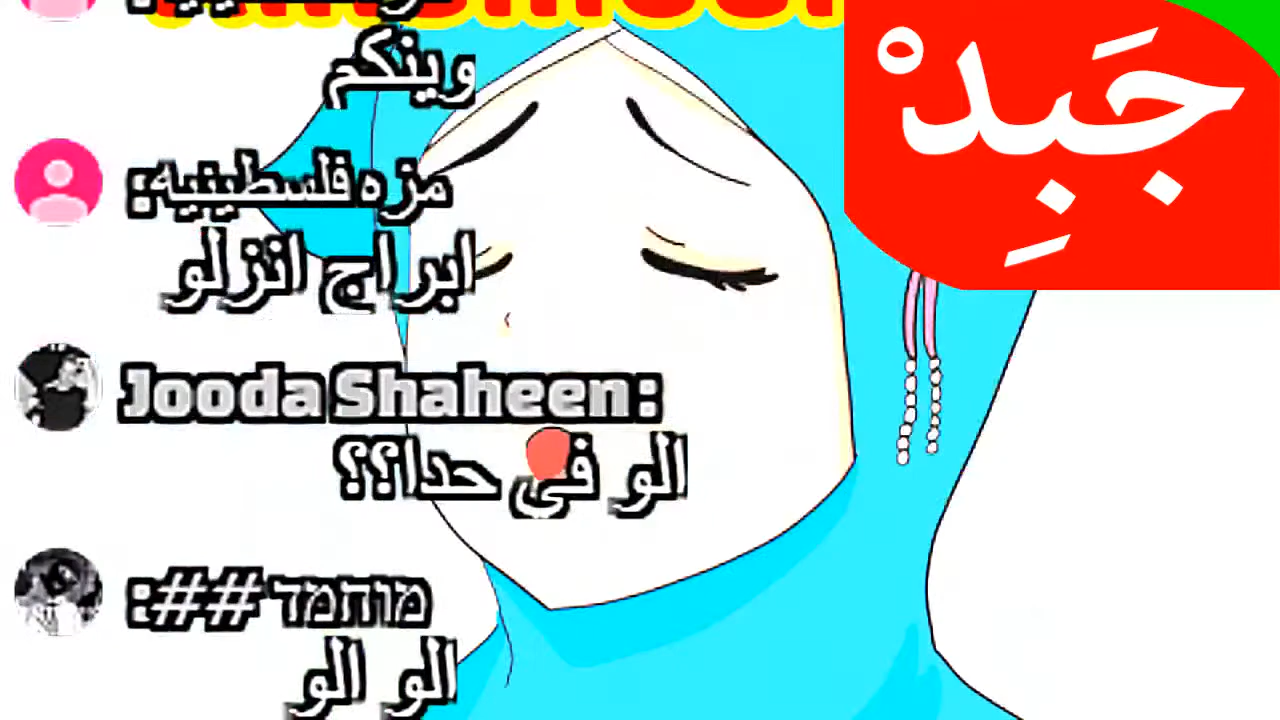 وينكم
مزه فلسطينيه:
ابراج انزلو
Jooda Shaheen:
الو في حدا؟؟
מוחמד ##:
الو الو
جَبِدْ